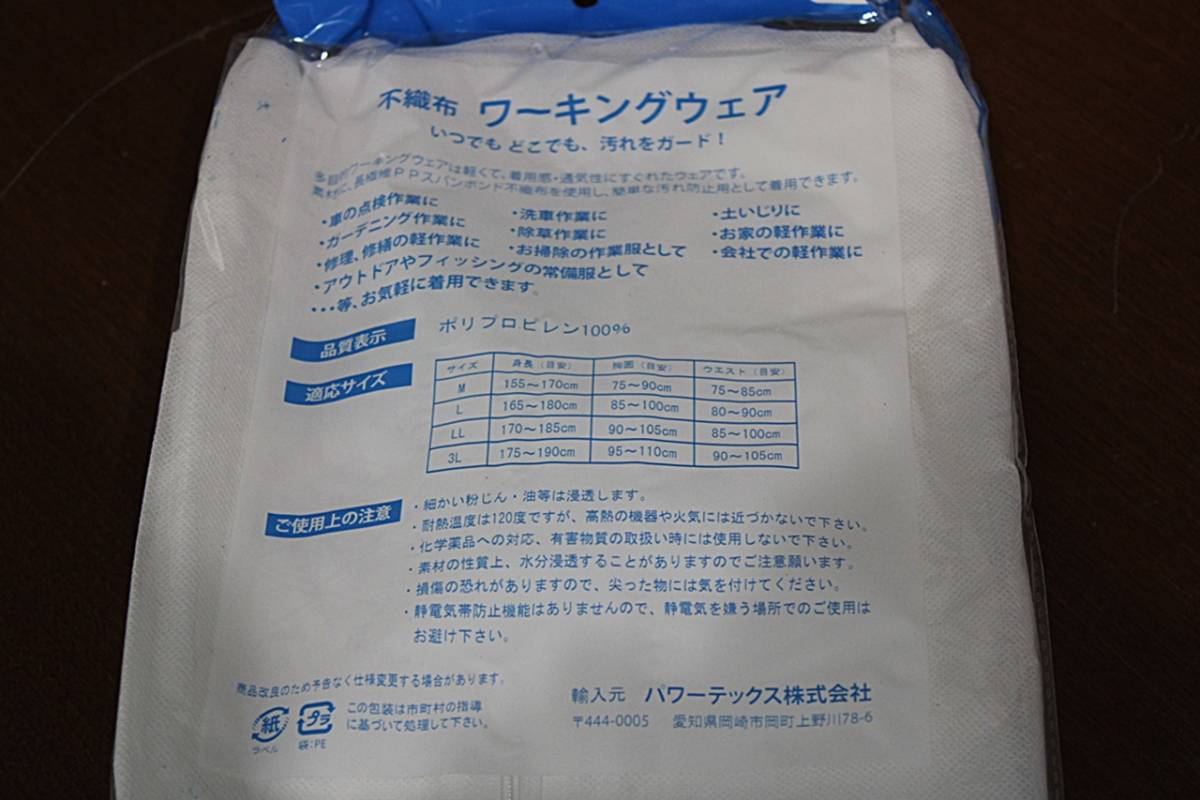 不織布 ワーキングウェア
いつでも どこでも、汚れをガード！
多目的ワーキングウェアは軽くて、着用感・通気性にすぐれたウェアです。
素材に、長繊維ＰＰスパンボンド不織布を使用し、簡単な汚れ防止用として着用できます。
・車の点検作業に ・洗車作業に ・土いじりに
・ガーデニング作業に ・除草作業に ・お家の軽作業に
・修理、修繕の軽作業に ・お掃除の作業服として ・会社での軽作業に
・アウトドアやフィッシングの常備服として
・・・等、お気軽に着用できます。
品質表示 ポリプロピレン100%
適応サイズ
サイズ 身長（目安） 胸囲（目安） ウエスト（目安）
M 155～170cm 75～90cm 75～85cm
L 165～180cm 85～100cm 80～90cm
LL 170～185cm 90～105cm 85～100cm
3L 175～190cm 95～110cm 90～105cm
ご使用上の注意
・細かい粉じん・油等は浸透します。
・耐熱温度は120度ですが、高熱の機器や火気には近づかないで下さい。
・化学薬品への対応、有害物質の取扱い時には使用しないで下さい。
・素材の性質上、水分浸透することがありますのでご注意願います。
・損傷の恐れがありますので、尖った物には気を付けてください。
・静電気帯防止機能はありませんので、静電気を嫌う場所でのご使用は
お避け下さい。
商品改良のため予告なく仕様変更する場合があります。
紙 プラ この包装は市町村の指導
に基づいて処理して下さい。
ラベル 袋：PE
輸入元 パワーテックス株式会社
〒444-0005 愛知県岡崎市岡町上野川78-6